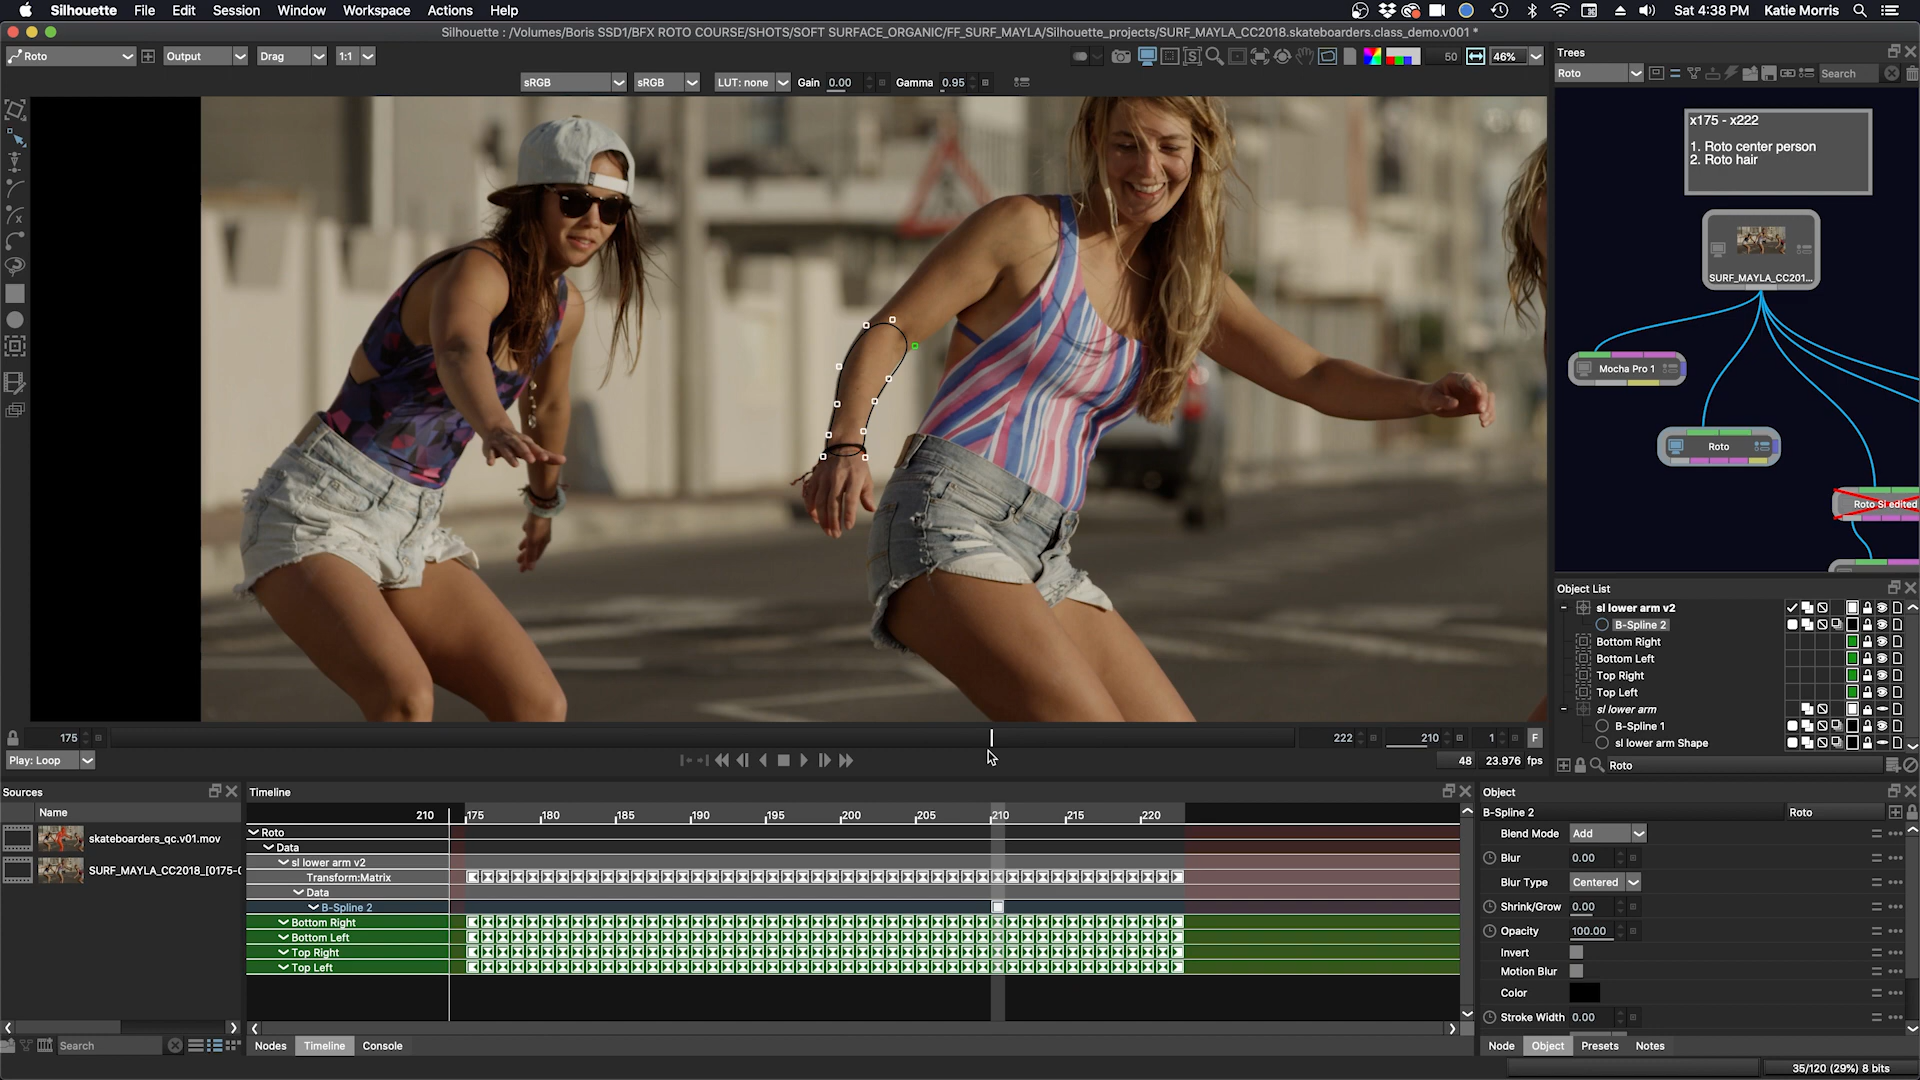 Silhouette File Edit Session Window Workspace Actions Help Sat 4:38 PM Katie Morris
Silhouette : /Volumes/Boris SSD1/BFX ROTO COURSE/SHOTS/SOFT SURFACE_ORGANIC/FF_SURF_MAYLA/Silhouette_projects/SURF_MAYLA_CC2018.skateboarders.class_demo.v001 *
Roto Output Drag 1:1 50 46%
sRGB sRGB LUT: none Gain 0.00 Gamma 0.95
Trees
Roto Search
x175 - x222
1. Roto center person
2. Roto hair
SURF_MAYLA_CC201...
Mocha Pro 1
Roto
Roto Sl edited
Object List
sl lower arm v2
B-Spline 2
Bottom Right
Bottom Left
Top Right
Top Left
sl lower arm
B-Spline 1
sl lower arm Shape
Roto
175 222 210 1 F
Play: Loop 48 23.976 fps
Sources
Name
skateboarders_qc.v01.mov
SURF_MAYLA_CC2018_[0175-0
Search
Timeline
210 175 180 185 190 195 200 205 210 215 220
Roto
Data
sl lower arm v2
Transform:Matrix
Data
B-Spline 2
Bottom Right
Bottom Left
Top Right
Top Left
Nodes Timeline Console
Object
B-Spline 2 Roto
Blend Mode Add
Blur 0.00
Blur Type Centered
Shrink/Grow 0.00
Opacity 100.00
Invert
Motion Blur
Color
Stroke Width 0.00
Node Object Presets Notes
35/120 (29%) 8 bits